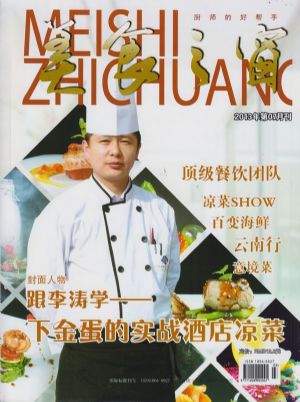 厨师的好帮手
MEISHI
美食之窗
ZHICHUANG
2013年第07月刊
顶级餐饮团队
凉菜SHOW
百变海鲜
云南行
意境菜
封面人物
跟李涛学——
下金蛋的实战酒店凉菜